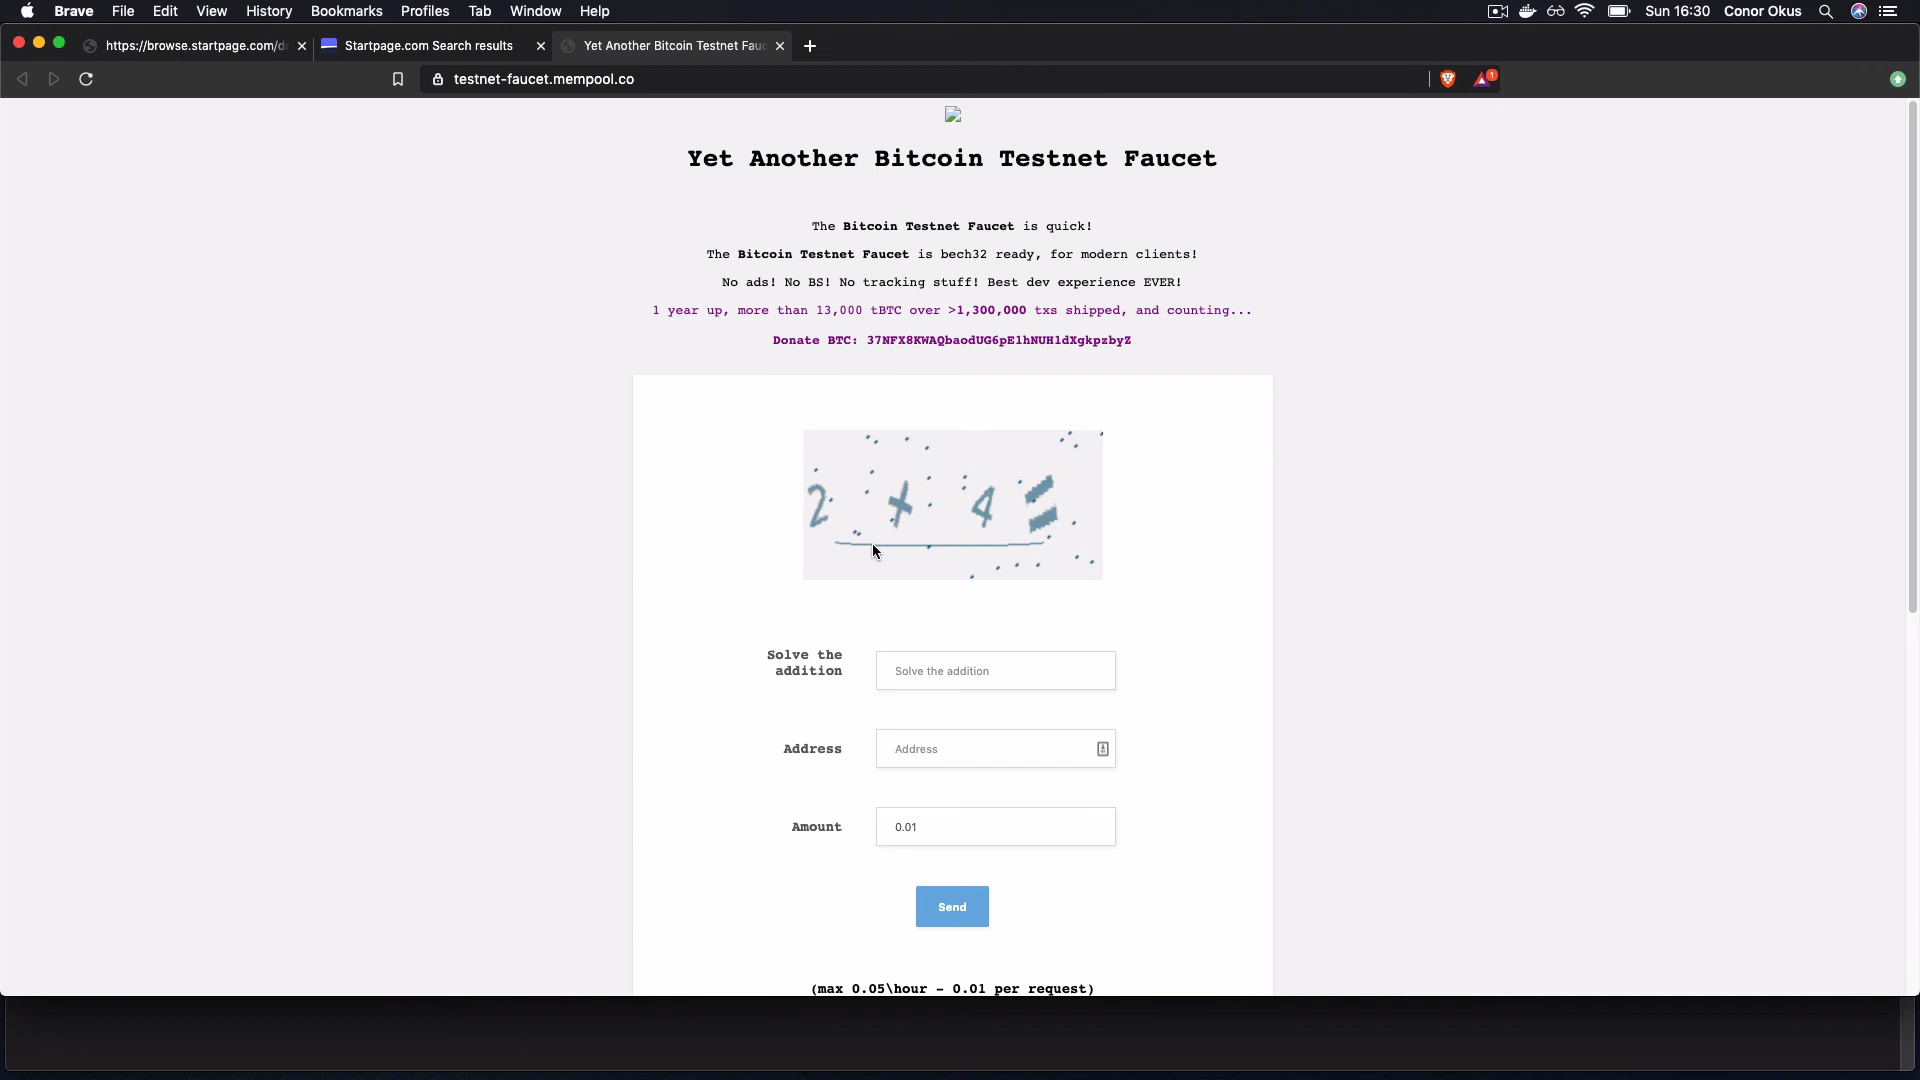 Brave File Edit View History Bookmarks Profiles Tab Window Help Sun 16:30 Conor Okus
https://browse.startpage.com/do Startpage.com Search results Yet Another Bitcoin Testnet Fauc
testnet-faucet.mempool.co 1
Yet Another Bitcoin Testnet Faucet
The Bitcoin Testnet Faucet is quick!
The Bitcoin Testnet Faucet is bech32 ready, for modern clients!
No ads! No BS! No tracking stuff! Best dev experience EVER!
1 year up, more than 13,000 tBTC over >1,300,000 txs shipped, and counting...
Donate BTC: 37NFX8KWAQbaodUG6pE1hNUH1dXgkpzbyZ
2 + 4 =
Solve the addition Solve the addition
Address Address
Amount 0.01
Send
(max 0.05\hour - 0.01 per request)